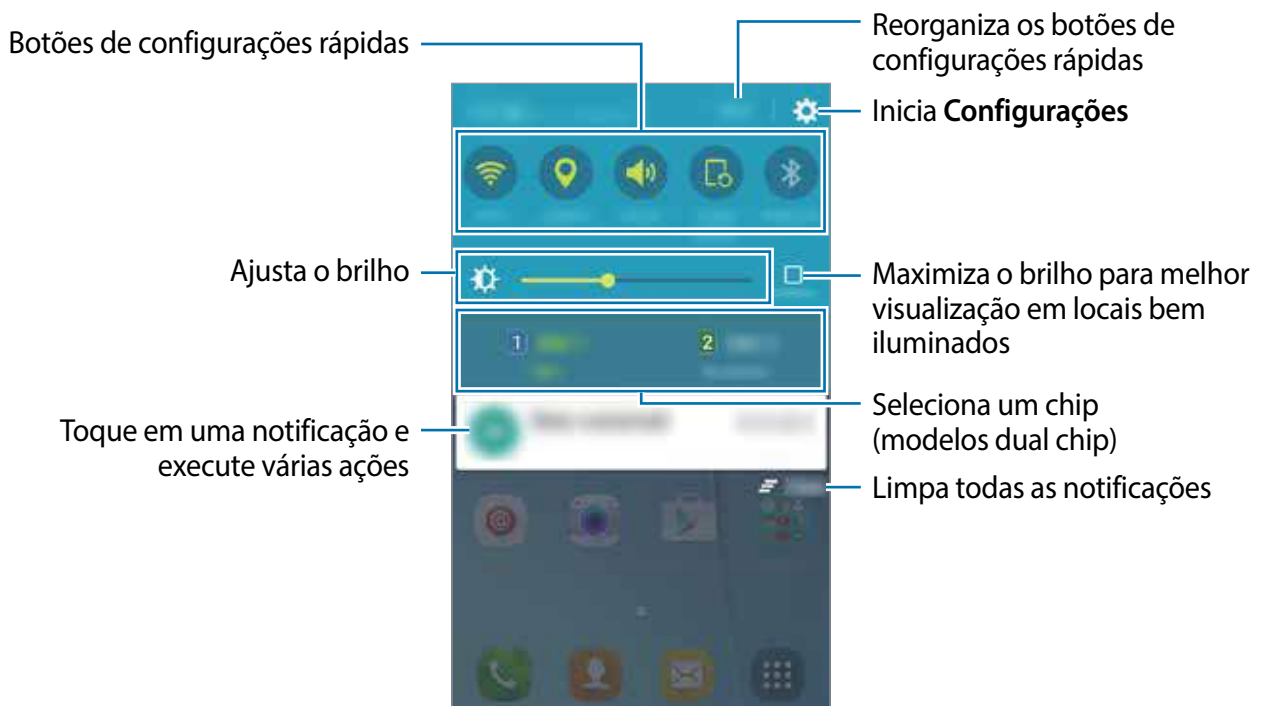 Botões de configurações rápidas
Reorganiza os botões de
configurações rápidas
Inicia Configurações
Ajusta o brilho
Maximiza o brilho para melhor
visualização em locais bem
iluminados
1
2
Seleciona um chip
(modelos dual chip)
Toque em uma notificação e
execute várias ações
Limpa todas as notificações